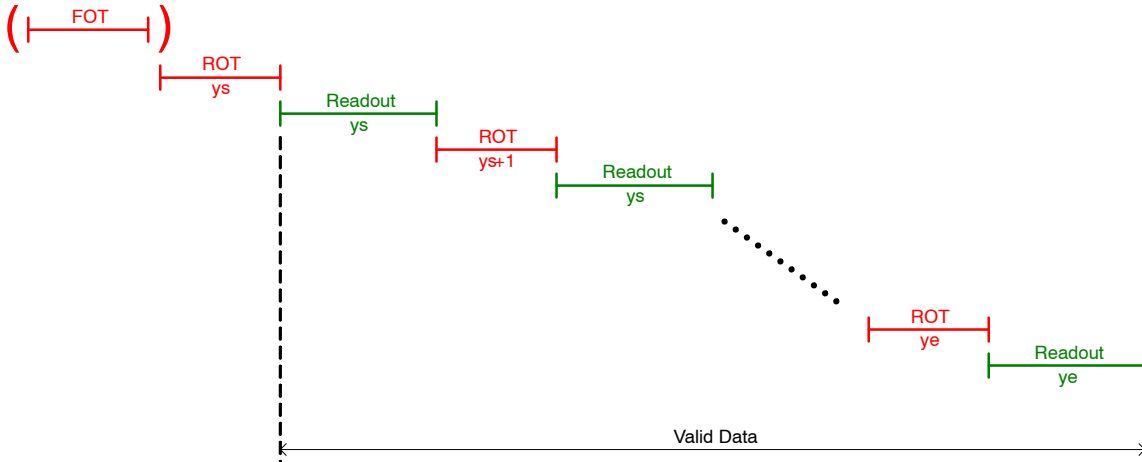 ( FOT )
ROT
ys
Readout
ys
ROT
ys+1
Readout
ys
ROT
ye
Readout
ye
Valid Data